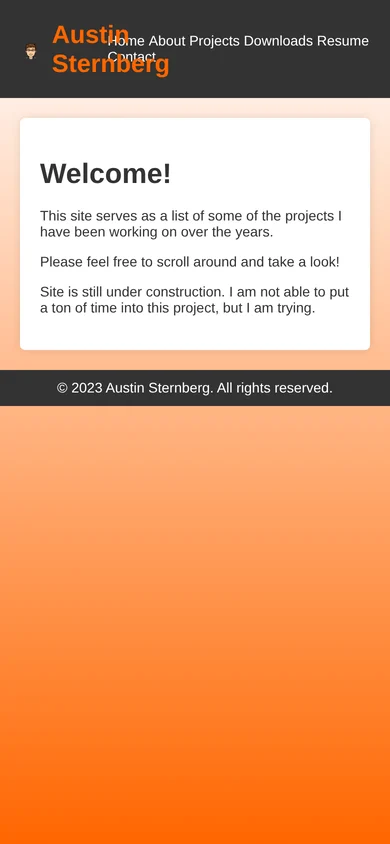 Austin
Sternberg
Home About Projects Downloads Resume
Contact
Welcome!
This site serves as a list of some of the projects I
have been working on over the years.
Please feel free to scroll around and take a look!
Site is still under construction. I am not able to put
a ton of time into this project, but I am trying.
© 2023 Austin Sternberg. All rights reserved.